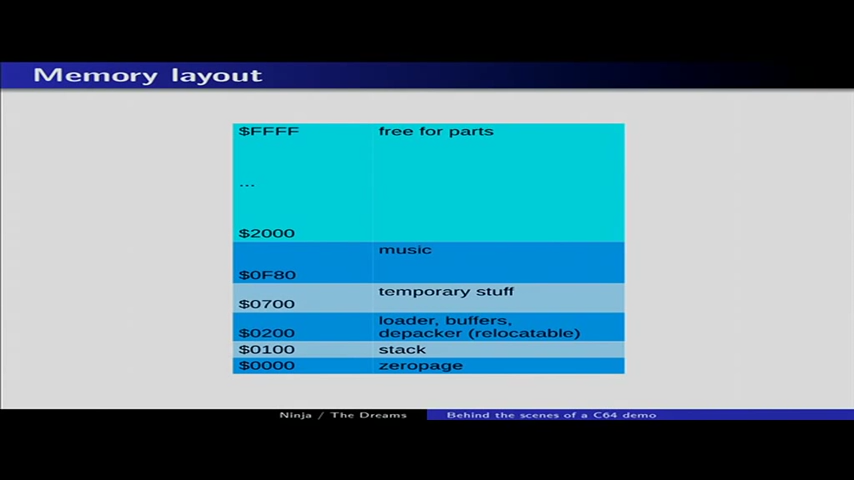 Memory layout
$FFFF free for parts
...
$2000
music
$0F80
temporary stuff
$0700
loader, buffers,
$0200 depacker (relocatable)
$0100 stack
$0000 zeropage
Ninja / The Dreams Behind the scenes of a C64 demo